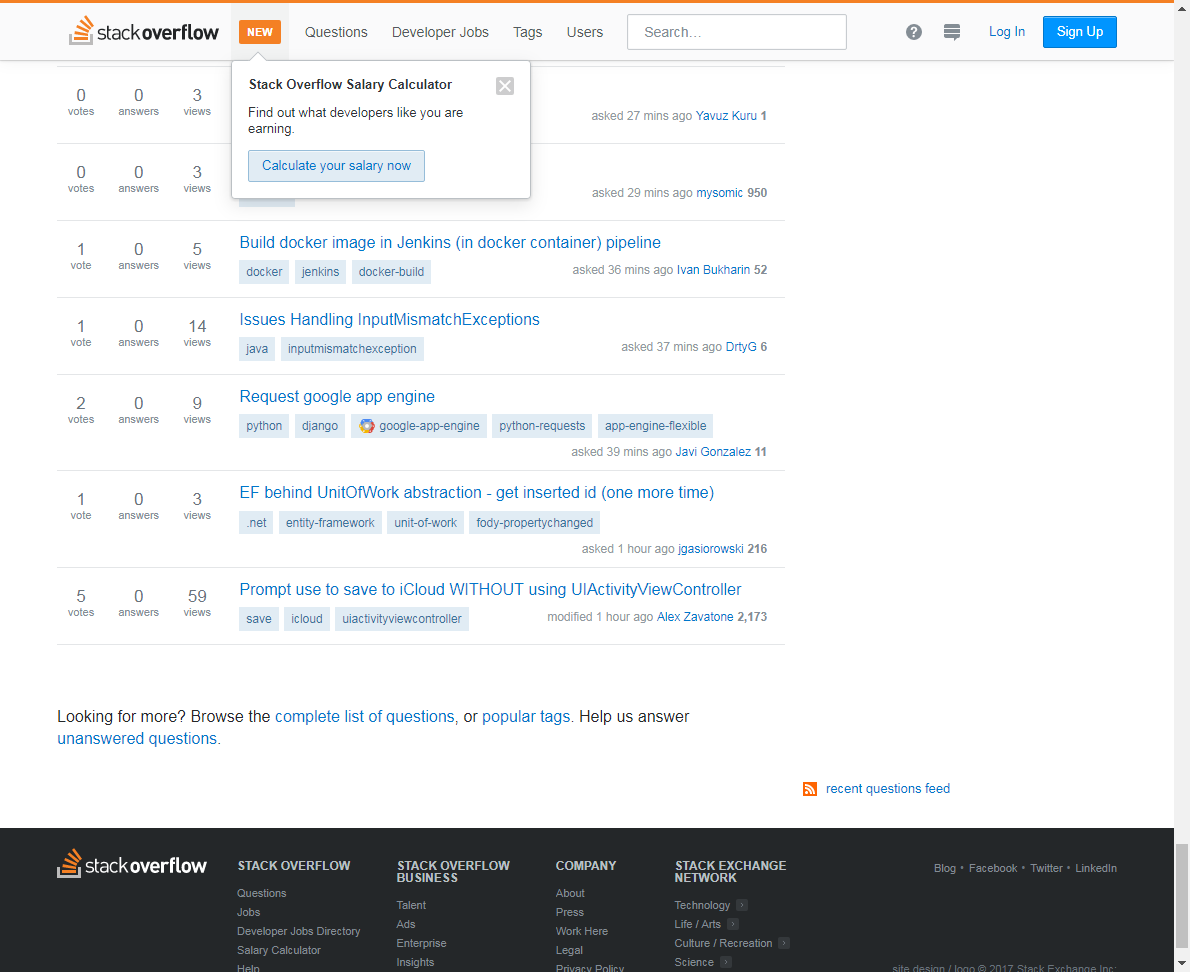 stack overflow NEW Questions Developer Jobs Tags Users Search... ? Log In Sign Up
Stack Overflow Salary Calculator
Find out what developers like you are
earning.
Calculate your salary now
0 votes 0 answers 3 views
asked 27 mins ago Yavuz Kuru 1
0 votes 0 answers 3 views
asked 29 mins ago mysomic 950
1 vote 0 answers 5 views
Build docker image in Jenkins (in docker container) pipeline
docker jenkins docker-build
asked 36 mins ago Ivan Bukharin 52
1 vote 0 answers 14 views
Issues Handling InputMismatchExceptions
java inputmismatchexception
asked 37 mins ago DrtyG 6
2 votes 0 answers 9 views
Request google app engine
python django google-app-engine python-requests app-engine-flexible
asked 39 mins ago Javi Gonzalez 11
1 vote 0 answers 3 views
EF behind UnitOfWork abstraction - get inserted id (one more time)
.net entity-framework unit-of-work fody-propertychanged
asked 1 hour ago jgasiorowski 216
5 votes 0 answers 59 views
Prompt use to save to iCloud WITHOUT using UIActivityViewController
save icloud uiactivityviewcontroller
modified 1 hour ago Alex Zavatone 2,173
Looking for more? Browse the complete list of questions, or popular tags. Help us answer
unanswered questions.
recent questions feed
stack overflow
STACK OVERFLOW
Questions
Jobs
Developer Jobs Directory
Salary Calculator
Help
STACK OVERFLOW
BUSINESS
Talent
Ads
Enterprise
Insights
COMPANY
About
Press
Work Here
Legal
Privacy Policy
STACK EXCHANGE
NETWORK
Technology
Life / Arts
Culture / Recreation
Science
Blog • Facebook • Twitter • LinkedIn
site design / logo © 2017 Stack Exchange Inc;